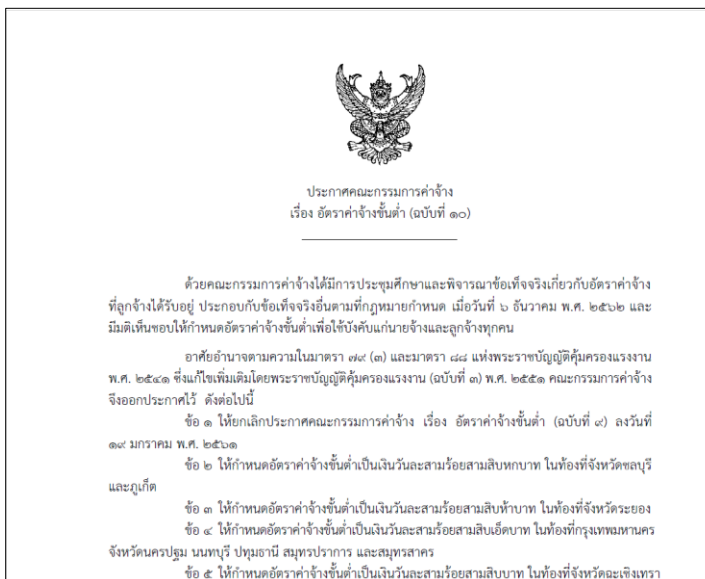 ประกาศคณะกรรมการค่าจ้าง
เรื่อง อัตราค่าจ้างขั้นต่ำ (ฉบับที่ ๑๐)
ด้วยคณะกรรมการค่าจ้างได้มีการประชุมศึกษาและพิจารณาข้อเท็จจริงเกี่ยวกับอัตราค่าจ้าง
ที่ลูกจ้างได้รับอยู่ ประกอบกับข้อเท็จจริงอื่นตามที่กฎหมายกำหนด เมื่อวันที่ ๖ ธันวาคม พ.ศ. ๒๕๖๒ และ
มีมติเห็นชอบให้กำหนดอัตราค่าจ้างขั้นต่ำเพื่อใช้บังคับแก่นายจ้างและลูกจ้างทุกคน
อาศัยอำนาจตามความในมาตรา ๗๙ (๓) และมาตรา ๘๘ แห่งพระราชบัญญัติคุ้มครองแรงงาน
พ.ศ. ๒๕๔๑ ซึ่งแก้ไขเพิ่มเติมโดยพระราชบัญญัติคุ้มครองแรงงาน (ฉบับที่ ๓) พ.ศ. ๒๕๕๑ คณะกรรมการค่าจ้าง
จึงออกประกาศไว้ ดังต่อไปนี้
ข้อ ๑ ให้ยกเลิกประกาศคณะกรรมการค่าจ้าง เรื่อง อัตราค่าจ้างขั้นต่ำ (ฉบับที่ ๙) ลงวันที่
๑๙ มกราคม พ.ศ. ๒๕๖๑
ข้อ ๒ ให้กำหนดอัตราค่าจ้างขั้นต่ำเป็นเงินวันละสามร้อยสามสิบหกบาท ในท้องที่จังหวัดชลบุรี
และภูเก็ต
ข้อ ๓ ให้กำหนดอัตราค่าจ้างขั้นต่ำเป็นเงินวันละสามร้อยสามสิบห้าบาท ในท้องที่จังหวัดระยอง
ข้อ ๔ ให้กำหนดอัตราค่าจ้างขั้นต่ำเป็นเงินวันละสามร้อยสามสิบเอ็ดบาท ในท้องที่กรุงเทพมหานคร
จังหวัดนครปฐม นนทบุรี ปทุมธานี สมุทรปราการ และสมุทรสาคร
ข้อ ๕ ให้กำหนดอัตราค่าจ้างขั้นต่ำเป็นเงินวันละสามร้อยสามสิบบาท ในท้องที่จังหวัดฉะเชิงเทรา